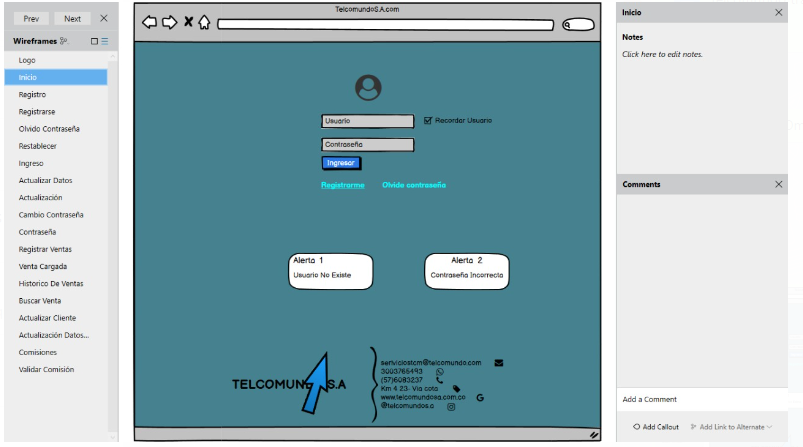 Prev Next
Wireframes
Logo
Inicio
Registro
Registrarse
Olvido Contraseña
Restablecer
Ingreso
Actualizar Datos
Actualización
Cambio Contraseña
Contraseña
Registrar Ventas
Venta Cargada
Historico De Ventas
Buscar Venta
Actualizar Cliente
Actualización Datos...
Comisiones
Validar Comisión
TelcomundoS.A.com
Usuario
Recordar Usuario
Contraseña
Ingresar
Registrarme Olvide contraseña
Alerta 1
Usuario No Existe
Alerta 2
Contraseña Incorrecta
TELCOMUNDO S.A
serviciostcm@telcomundo.com
3003765493
(57)6083237
Km 4.23- Via cota
www.telcomundosa.com.co
@telcomundos.a
Inicio
Notes
Click here to edit notes.
Comments
Add a Comment
Add Callout Add Link to Alternate